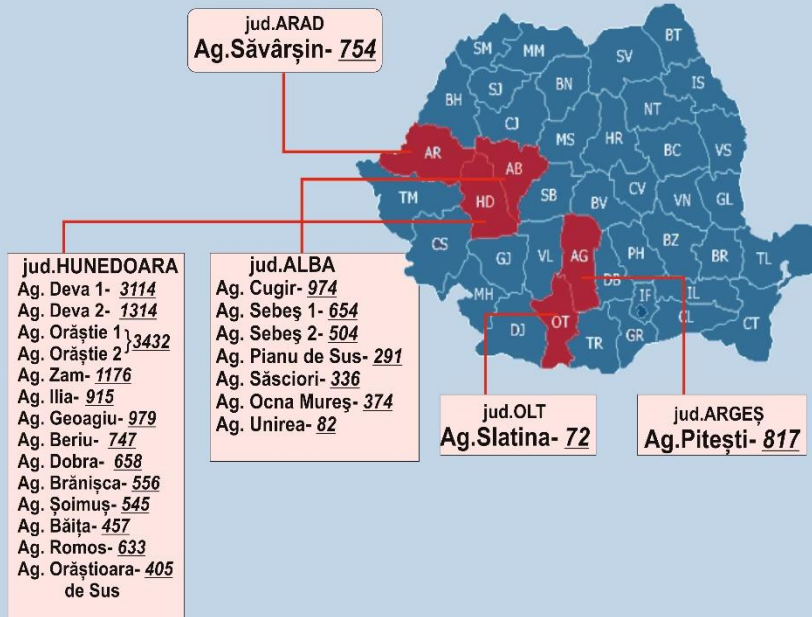 jud.ARAD
Ag.Săvârșin- 754
BT
SM
MM
SV
SJ
BN
IS
BH
NT
CJ
MS
HR
BC
VS
AR
AB
TM
HD
SB
BV
CV
VN
GL
CS
GJ
VL
AG
PH
BZ
BR
TL
DB
MH
IF
IL
OT
CL
DJ
TR
GR
CT
jud.HUNEDOARA
Ag. Deva 1- 3114
Ag. Deva 2- 1314
Ag. Orăștie 1
Ag. Orăștie 2 }3432
Ag. Zam- 1176
Ag. Ilia- 915
Ag. Geoagiu- 979
Ag. Beriu- 747
Ag. Dobra- 658
Ag. Brănișca- 556
Ag. Șoimuș- 545
Ag. Băița- 457
Ag. Romos- 633
Ag. Orăștioara- 405
de Sus
jud.ALBA
Ag. Cugir- 974
Ag. Sebeş 1- 654
Ag. Sebeş 2- 504
Ag. Pianu de Sus- 291
Ag. Săsciori- 336
Ag. Ocna Mureş- 374
Ag. Unirea- 82
jud.OLT
Ag.Slatina- 72
jud.ARGEȘ
Ag.Pitești- 817